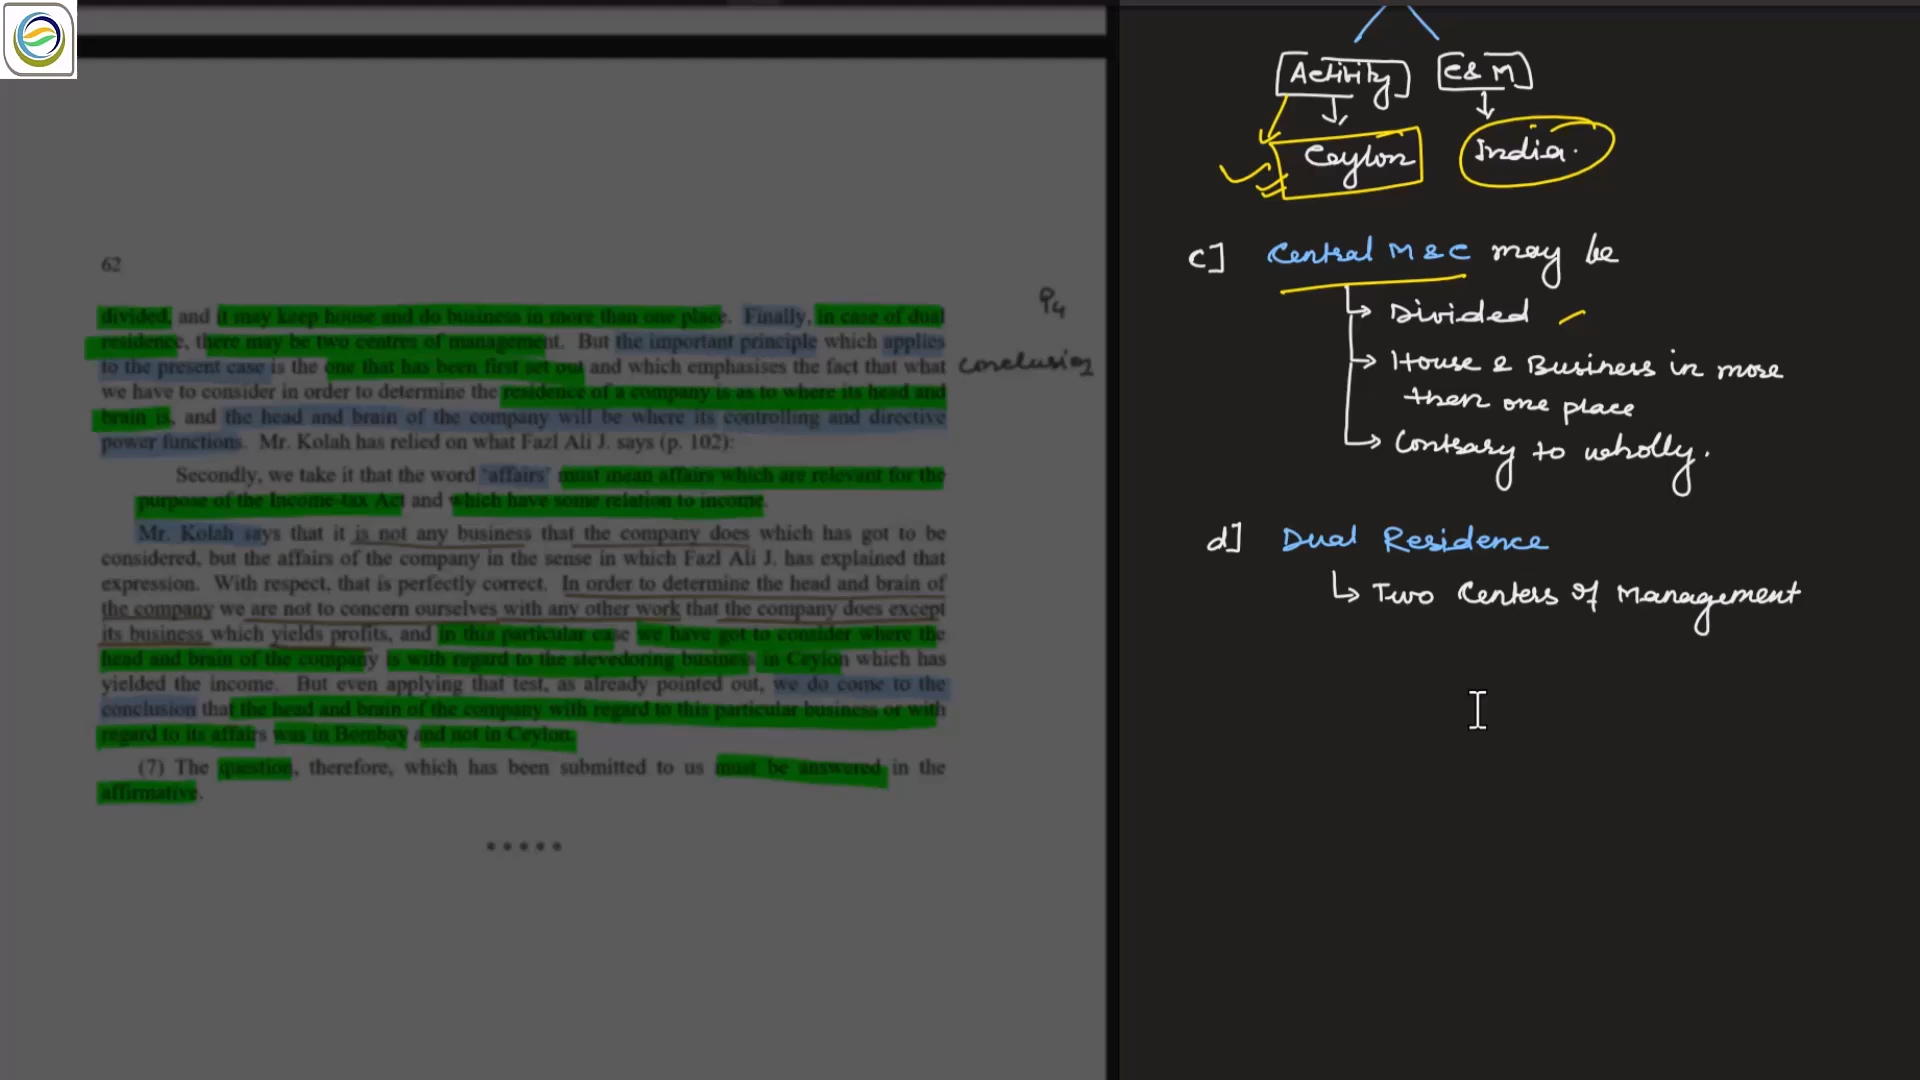 62
divided, and it may keep house and do business in more than one place. Finally, in case of dual
residence, there may be two centres of management. But the important principle which applies
to the present case is the one that has been first set out and which emphasises the fact that what
we have to consider in order to determine the residence of a company is as to where its head and
brain is, and the head and brain of the company will be where its controlling and directive
power functions. Mr. Kolah has relied on what Fazl Ali J. says (p. 102):
Secondly, we take it that the word 'affairs' must mean affairs which are relevant for the
purpose of the Income-tax Act and which have some relation to income.
Mr. Kolah says that it is not any business that the company does which has got to be
considered, but the affairs of the company in the sense in which Fazl Ali J. has explained that
expression. With respect, that is perfectly correct. In order to determine the head and brain of
the company we are not to concern ourselves with any other work that the company does except
its business which yields profits, and in this particular case we have got to consider where the
head and brain of the company is with regard to the stevedoring business in Ceylon which has
yielded the income. But even applying that test, as already pointed out, we do come to the
conclusion that the head and brain of the company with regard to this particular business or with
regard to its affairs was in Bombay and not in Ceylon.
(7) The question, therefore, which has been submitted to us must be answered in the
affirmative.
•••••
conclusion
Activity C & M
Ceylon India.
c] Central M & C may be
Divided
House & Business in more
then one place
Contrary to wholly.
d] Dual Residence
Two Centers of Management